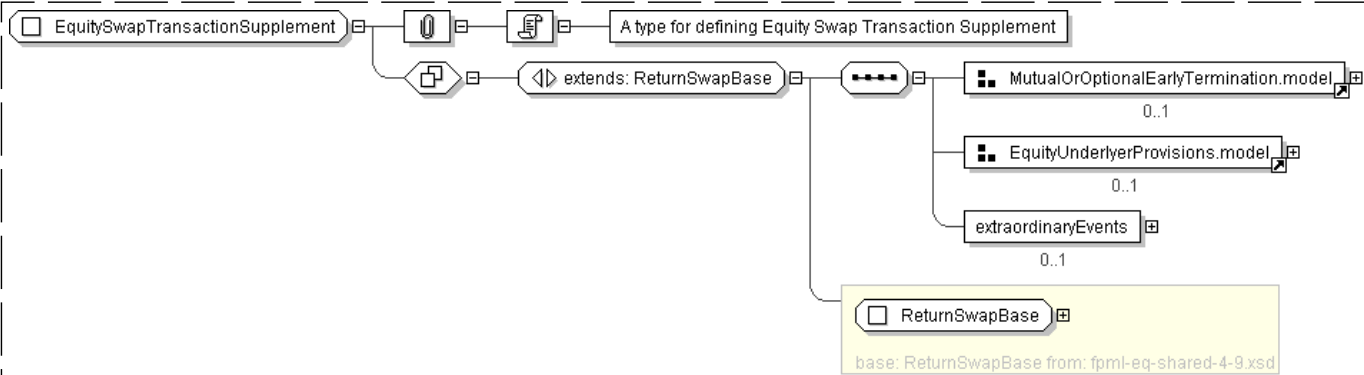 EquitySwapTransactionSupplement
A type for defining Equity Swap Transaction Supplement
extends: ReturnSwapBase
MutualOrOptionalEarlyTermination.model
0..1
EquityUnderlyerProvisions.model
0..1
extraordinaryEvents
0..1
ReturnSwapBase
base: ReturnSwapBase from: fpml-eq-shared-4-9.xsd